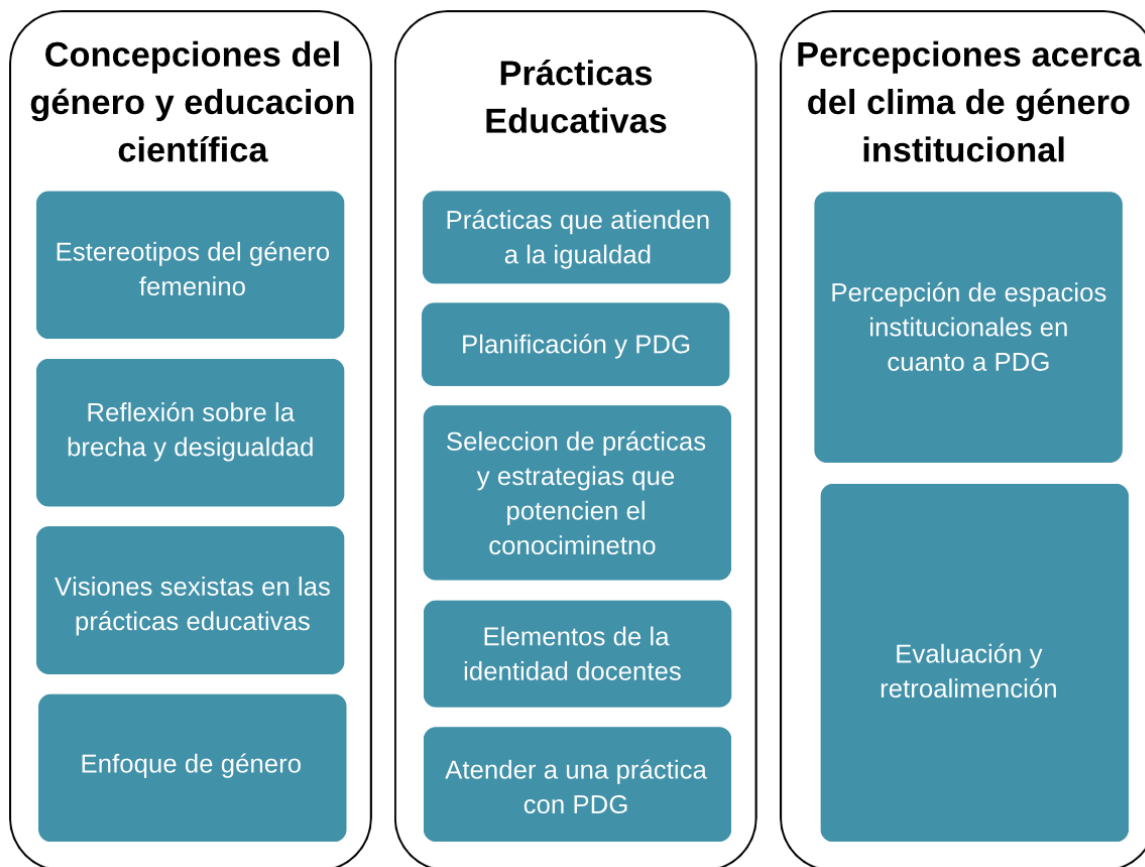 Concepciones del
género y educacion
científica
Estereotipos del género
femenino
Reflexión sobre la
brecha y desigualdad
Visiones sexistas en las
prácticas educativas
Enfoque de género
Prácticas
Educativas
Prácticas que atienden
a la igualdad
Planificación y PDG
Seleccion de prácticas
y estrategias que
potencien el
conociminetno
Elementos de la
identidad docentes
Atender a una práctica
con PDG
Percepciones acerca
del clima de género
institucional
Percepción de espacios
institucionales en
cuanto a PDG
Evaluación y
retroalimención